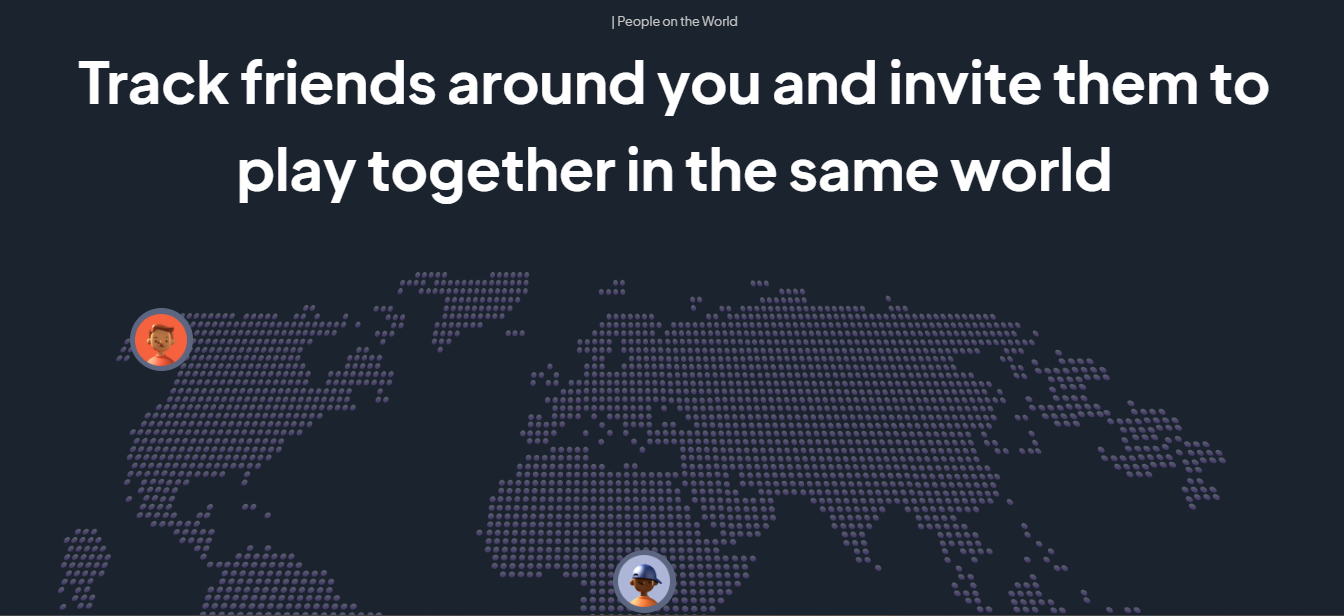 | People on the World
Track friends around you and invite them to
play together in the same world